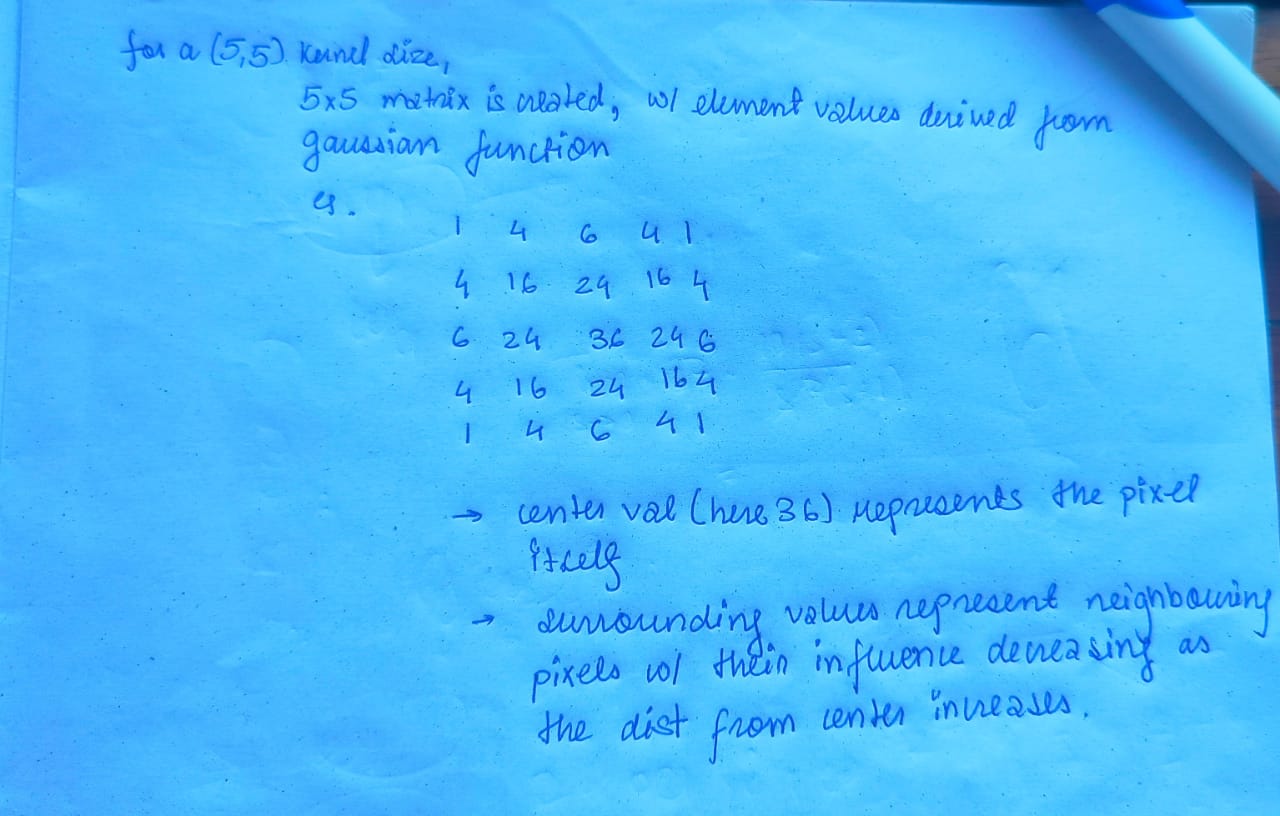 for a (5,5) kernel size,
5x5 matrix is created, w/ element values derived from
gaussian function
eg.
1 4 6 4 1
4 16 24 16 4
6 24 36 24 6
4 16 24 16 4
1 4 6 4 1
→ center val (here 36) represents the pixel
itself
→ surrounding values represent neighbouring
pixels w/ their influence decreasing as
the dist from center increases.